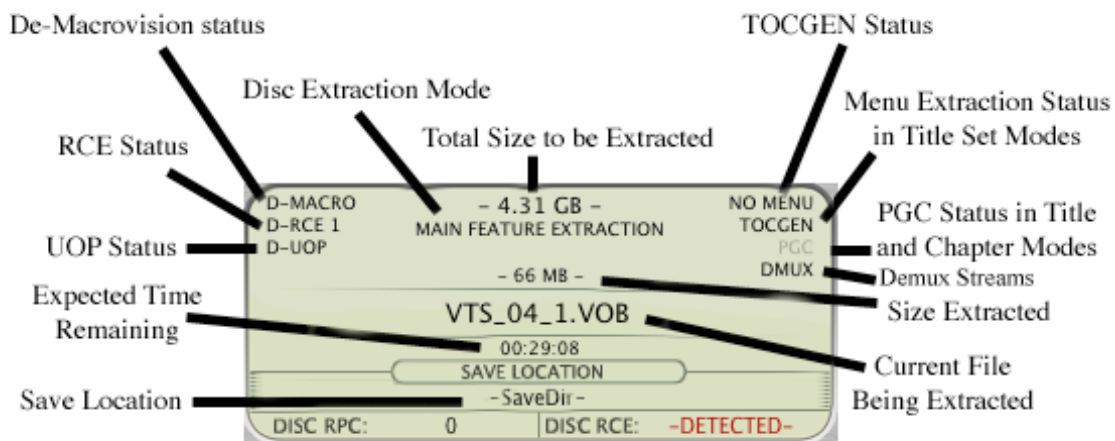 De-Macrovision status
TOCGEN Status
Disc Extraction Mode
Menu Extraction Status
in Title Set Modes
RCE Status
Total Size to be Extracted
UOP Status
PGC Status in Title
and Chapter Modes
Demux Streams
Expected Time
Remaining
Size Extracted
Save Location
Current File
Being Extracted
D-MACRO
D-RCE 1
D-UOP
- 4.31 GB -
MAIN FEATURE EXTRACTION
NO MENU
TOCGEN
PGC
DMUX
- 66 MB -
VTS_04_1.VOB
00:29:08
SAVE LOCATION
-SaveDir-
DISC RPC: 0
DISC RCE: -DETECTED-